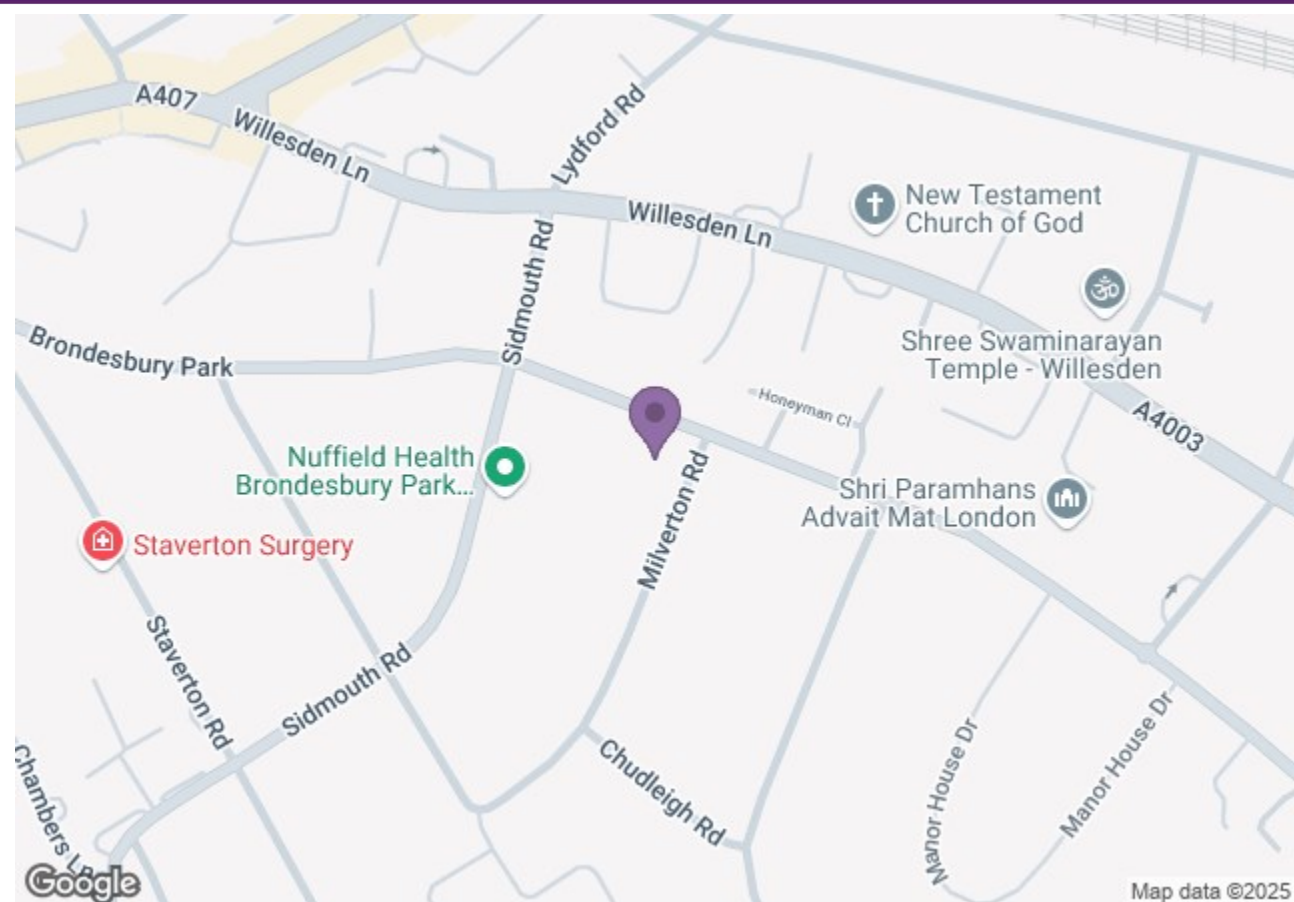 A407
Willesden Ln
Lydford Rd
Willesden Ln
New Testament
Church of God
Sidmouth Rd
Shree Swaminarayan
Temple - Willesden
Brondesbury Park
Honeyman Cl
A4003
Nuffield Health
Brondesbury Park...
Milverton Rd
Shri Paramhans
Advait Mat London
Staverton Surgery
Staverton Rd
Sidmouth Rd
Chudleigh Rd
Manor House Dr
Manor House Dr
Chambers Ln
Google
Map data ©2025